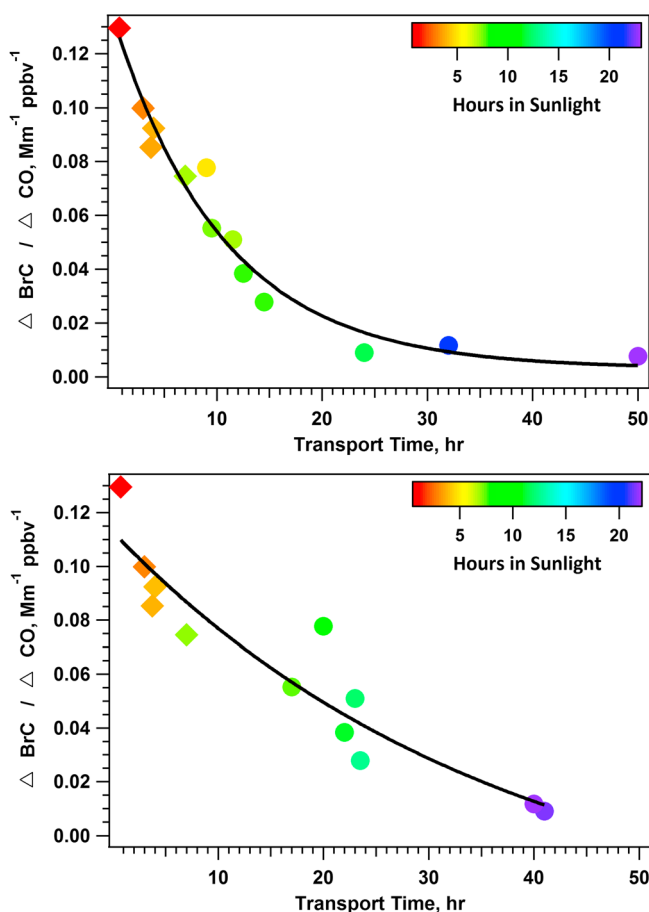 0.12
0.10
0.08
0.06
0.04
0.02
0.00
△ BrC / △ CO, Mm⁻¹ ppbv⁻¹
5 10 15 20
Hours in Sunlight
10 20 30 40 50
Transport Time, hr
0.12
0.10
0.08
0.06
0.04
0.02
0.00
△ BrC / △ CO, Mm⁻¹ ppbv⁻¹
5 10 15 20
Hours in Sunlight
10 20 30 40 50
Transport Time, hr